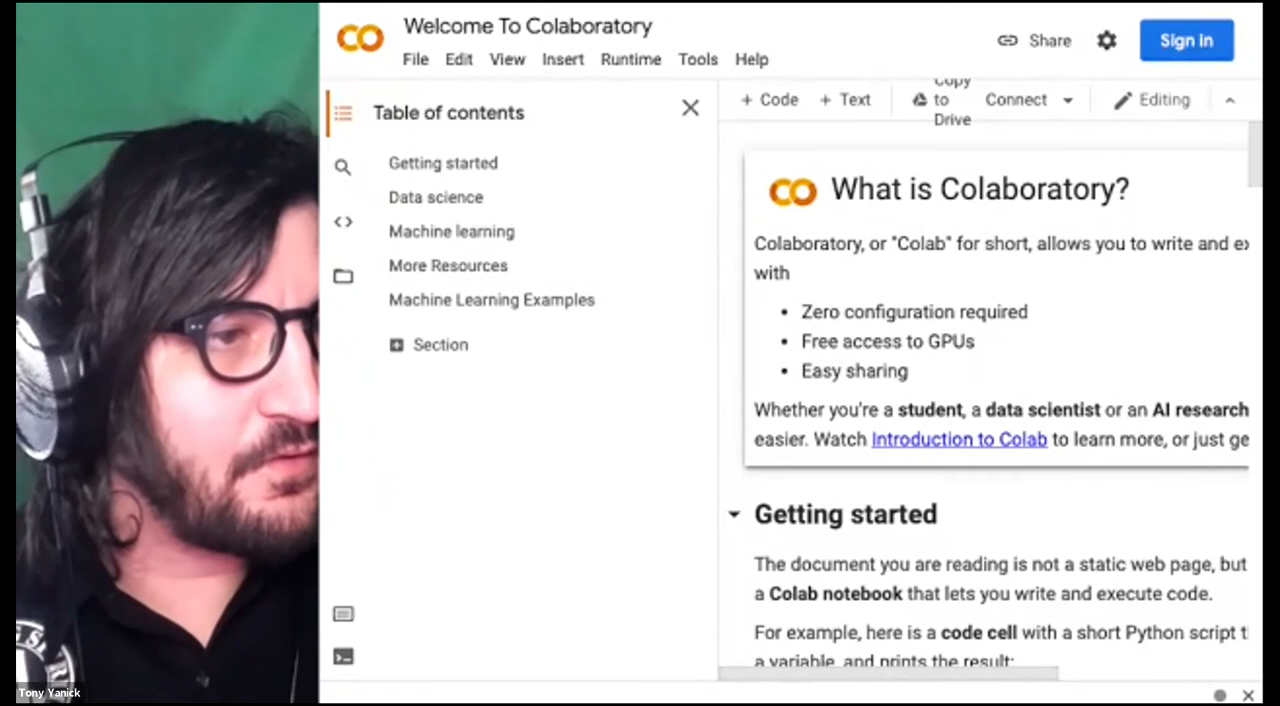 Welcome To Colaboratory
File Edit View Insert Runtime Tools Help
Share
Sign in
Table of contents
Getting started
Data science
Machine learning
More Resources
Machine Learning Examples
Section
+ Code + Text
Copy to Drive
Connect
Editing
CO What is Colaboratory?
Colaboratory, or "Colab" for short, allows you to write and ex
with
• Zero configuration required
• Free access to GPUs
• Easy sharing
Whether you're a student, a data scientist or an AI research
easier. Watch Introduction to Colab to learn more, or just ge
Getting started
The document you are reading is not a static web page, but
a Colab notebook that lets you write and execute code.
For example, here is a code cell with a short Python script t
a variable, and prints the result:
Tony Yanick